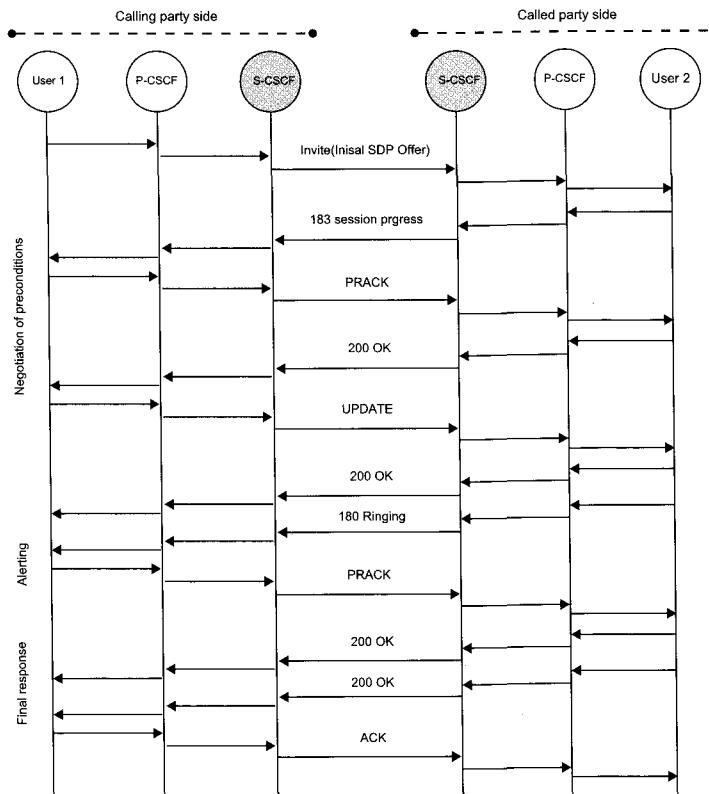 Calling party side
Called party side
User 1
P-CSCF
S-CSCF
S-CSCF
P-CSCF
User 2
Invite(Inisal SDP Offer)
183 session prgress
PRACK
200 OK
UPDATE
200 OK
180 Ringing
PRACK
200 OK
200 OK
ACK
Negotiation of preconditions
Alerting
Final response